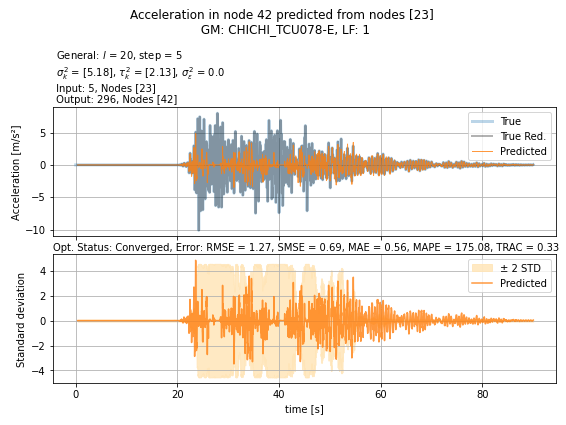 Acceleration in node 42 predicted from nodes [23]
GM: CHICHI_TCU078-E, LF: 1
General: l = 20, step = 5
σ²ₖ = [5.18], τ²ₖ = [2.13], σ²ε = 0.0
Input: 5, Nodes [23]
Output: 296, Nodes [42]
Acceleration [m/s²]
5
0
−5
−10
True
True Red.
Predicted
Opt. Status: Converged, Error: RMSE = 1.27, SMSE = 0.69, MAE = 0.56, MAPE = 175.08, TRAC = 0.33
Standard deviation
4
2
0
−2
−4
± 2 STD
Predicted
0 20 40 60 80
time [s]